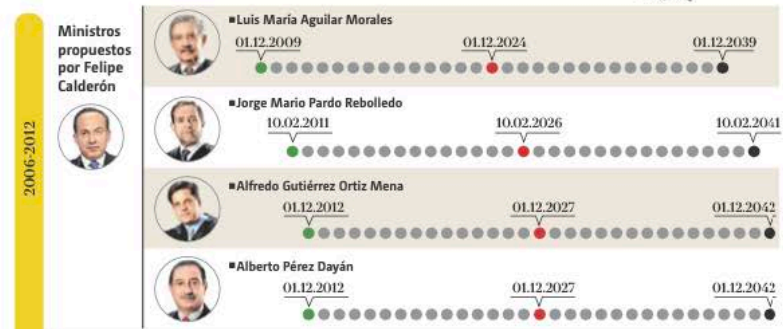 2006-2012
Ministros
propuestos
por Felipe
Calderón
■Luis María Aguilar Morales
01.12.2009 01.12.2024 01.12.2039
■Jorge Mario Pardo Rebolledo
10.02.2011 10.02.2026 10.02.2041
■Alfredo Gutiérrez Ortiz Mena
01.12.2012 01.12.2027 01.12.2042
■Alberto Pérez Dayán
01.12.2012 01.12.2027 01.12.2042